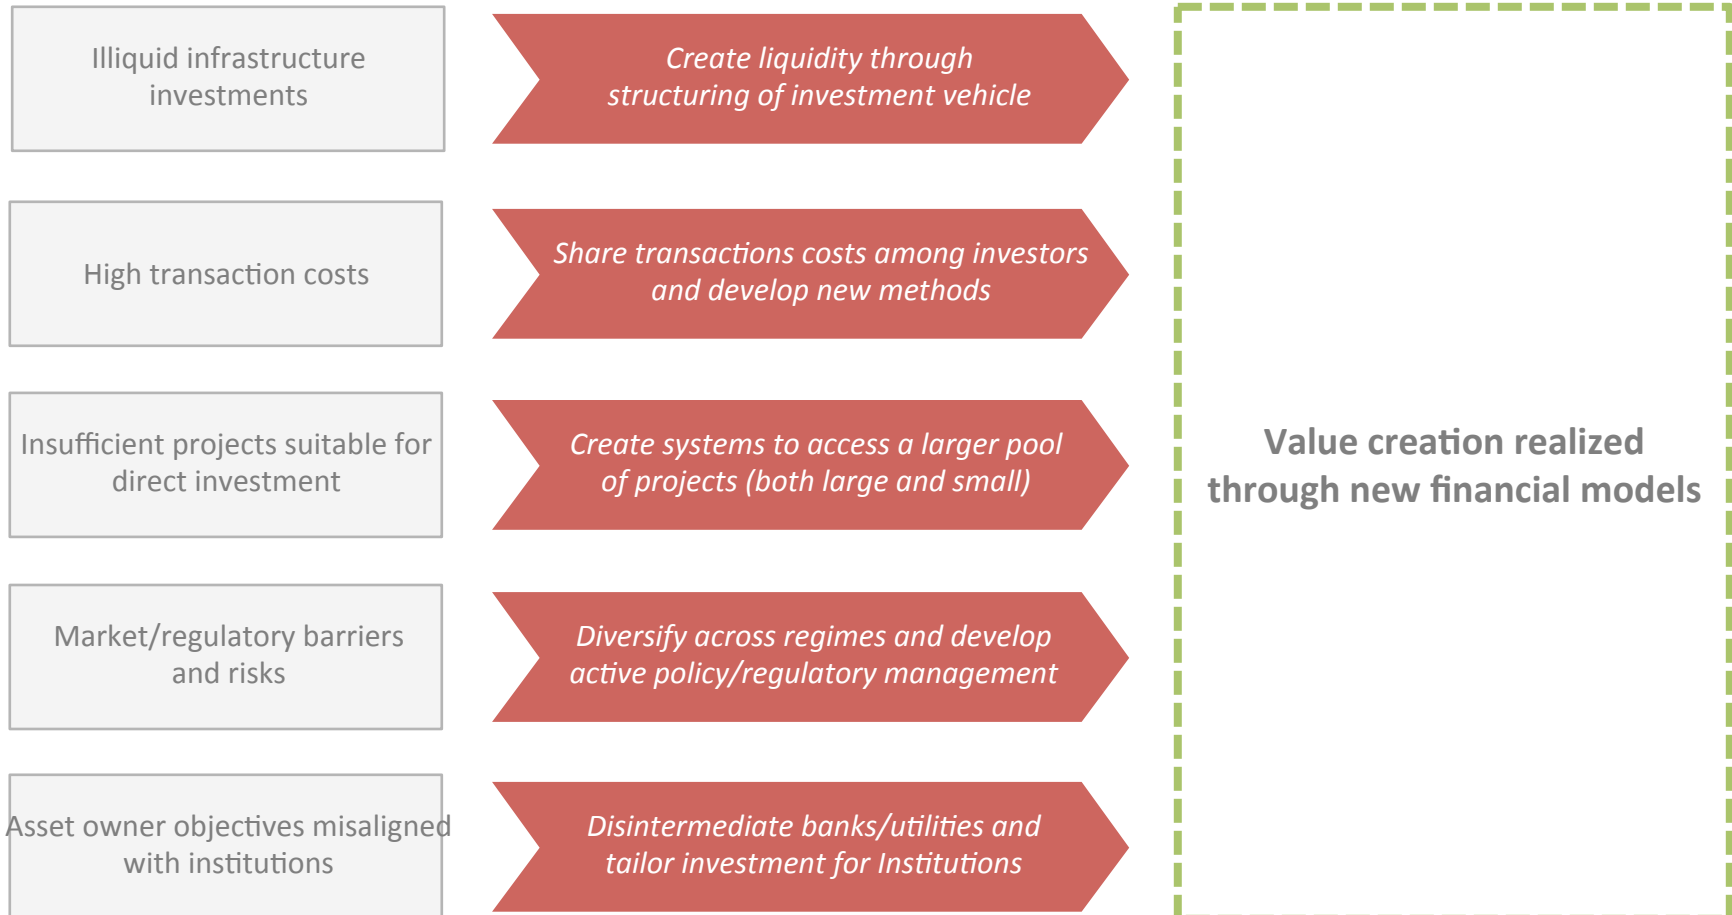 Illiquid infrastructure
investments
Create liquidity through
structuring of investment vehicle
High transaction costs
Share transactions costs among investors
and develop new methods
Insufficient projects suitable for
direct investment
Create systems to access a larger pool
of projects (both large and small)
Value creation realized
through new financial models
Market/regulatory barriers
and risks
Diversify across regimes and develop
active policy/regulatory management
Asset owner objectives misaligned
with institutions
Disintermediate banks/utilities and
tailor investment for Institutions